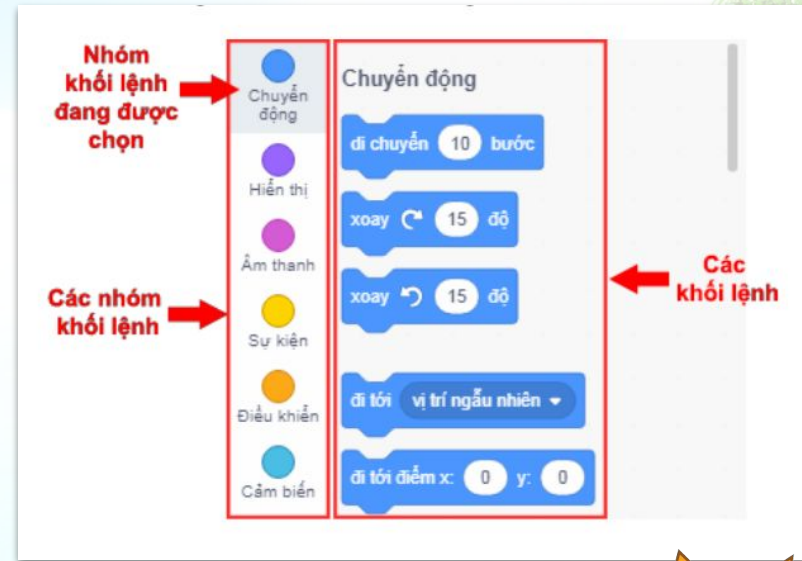 Nhóm
khối lệnh
đang được
chọn
Các nhóm
khối lệnh
Chuyển
động
Hiển thị
Âm thanh
Sự kiện
Điều khiển
Cảm biến
Chuyển động
di chuyển 10 bước
xoay 15 độ
xoay 15 độ
đi tới vị trí ngẫu nhiên
đi tới điểm x: 0 y: 0
Các
khối lệnh